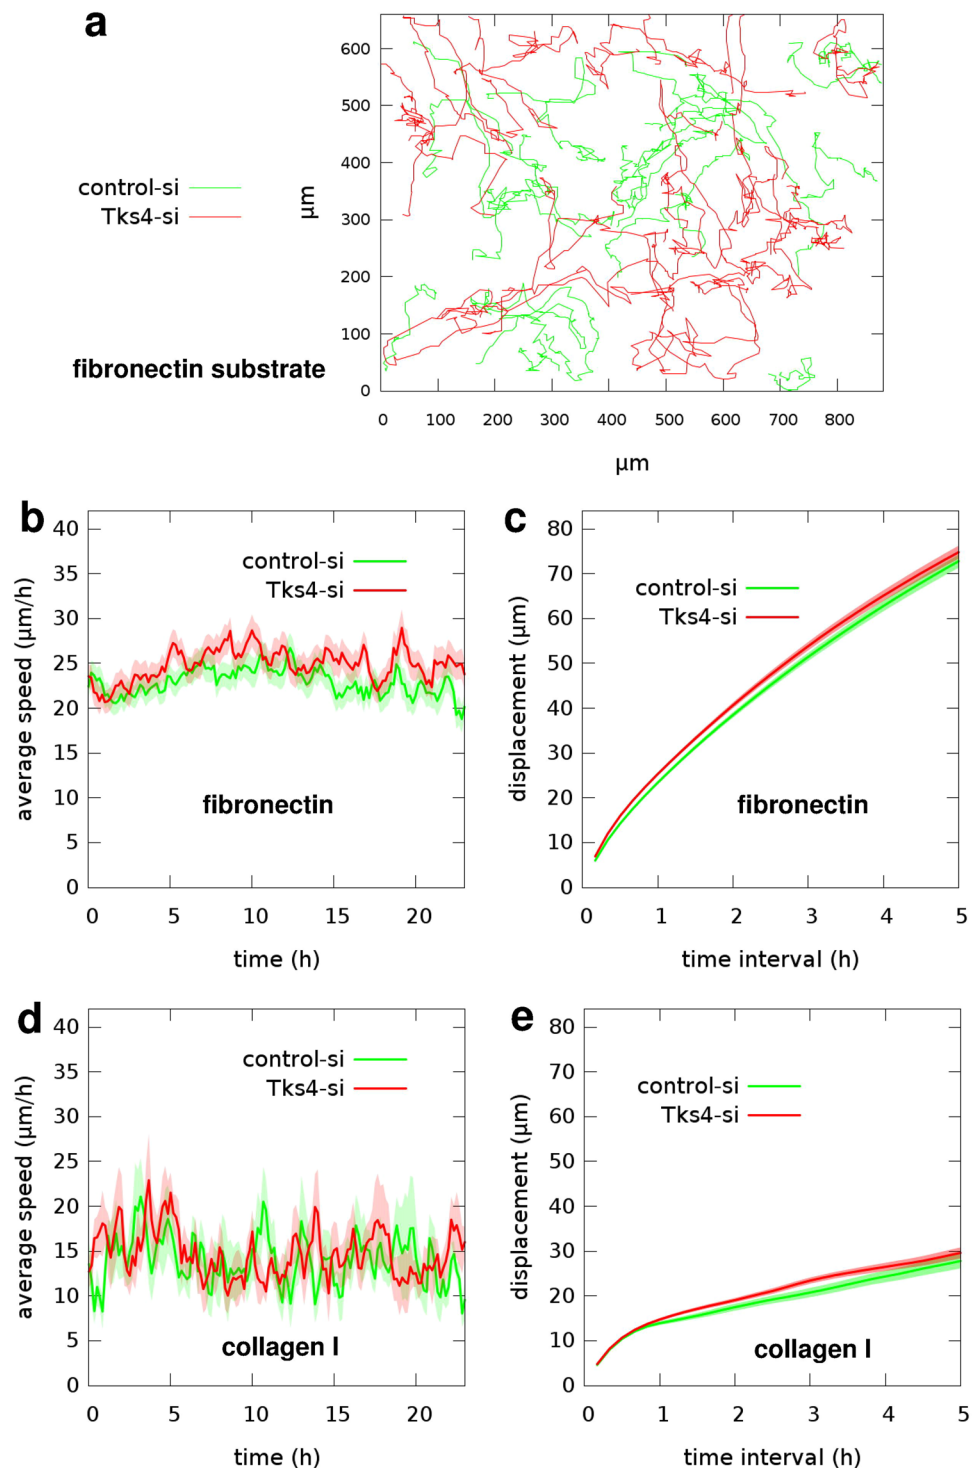 a
600
500
400
300
200
100
0
µm
control-si
Tks4-si
fibronectin substrate
0 100 200 300 400 500 600 700 800
µm
b
40
35
30
25
20
15
10
5
0
average speed (µm/h)
control-si
Tks4-si
fibronectin
0 5 10 15 20
time (h)
c
80
70
60
50
40
30
20
10
0
displacement (µm)
control-si
Tks4-si
fibronectin
0 1 2 3 4 5
time interval (h)
d
40
35
30
25
20
15
10
5
0
average speed (µm/h)
control-si
Tks4-si
collagen I
0 5 10 15 20
time (h)
e
80
70
60
50
40
30
20
10
0
displacement (µm)
control-si
Tks4-si
collagen I
0 1 2 3 4 5
time interval (h)